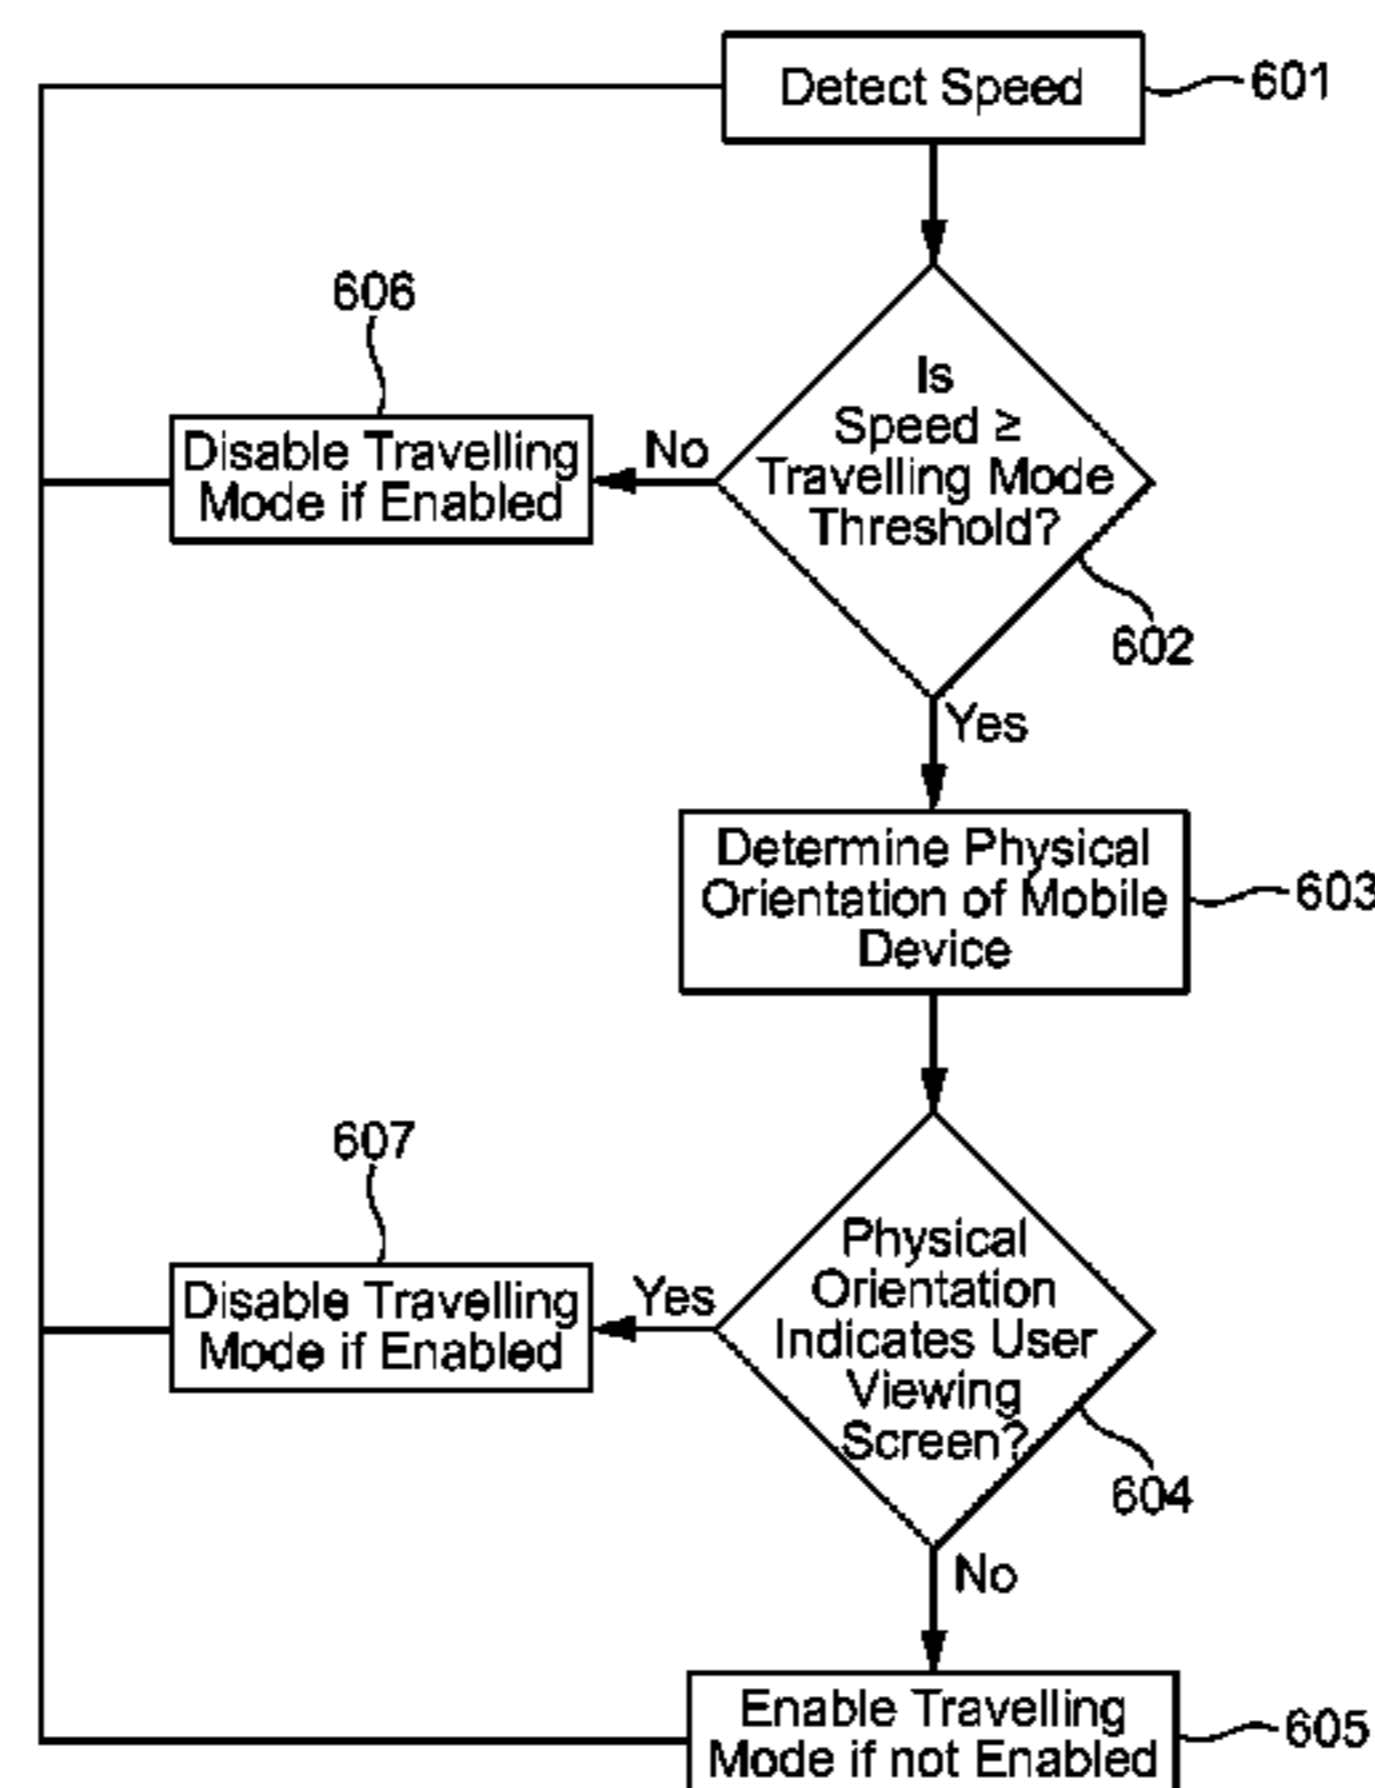 Detect Speed
601
606
Is
Speed ≥
Travelling Mode
Threshold?
No
Disable Travelling
Mode if Enabled
602
Yes
Determine Physical
Orientation of Mobile
Device
603
607
Physical
Orientation
Indicates User
Viewing
Screen?
Yes
Disable Travelling
Mode if Enabled
604
No
Enable Travelling
Mode if not Enabled
605